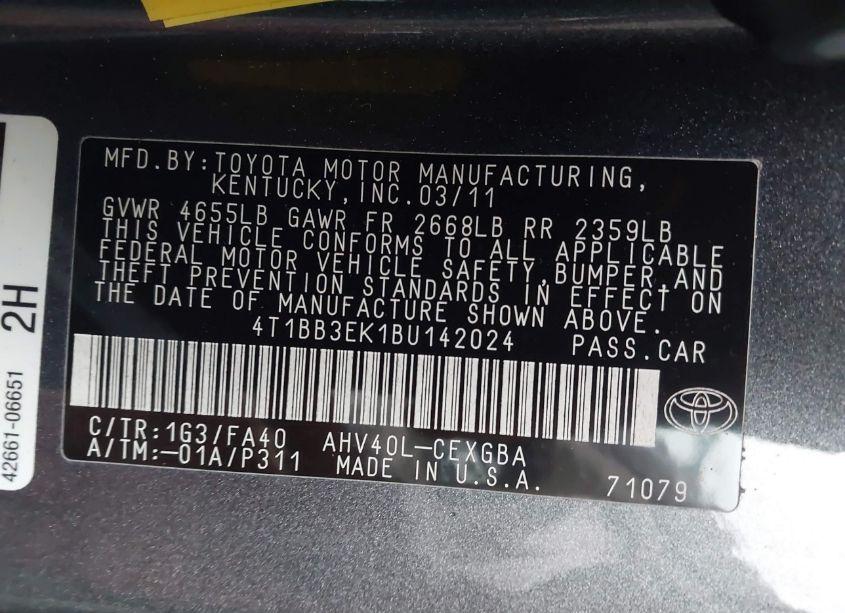 MFD.BY:TOYOTA MOTOR MANUFACTURING,
KENTUCKY,INC.03/11
GVWR 4655LB GAWR FR 2668LB RR 2359LB
THIS VEHICLE CONFORMS TO ALL APPLICABLE
FEDERAL MOTOR VEHICLE SAFETY,BUMPER,AND
THEFT PREVENTION STANDARDS IN EFFECT ON
THE DATE OF MANUFACTURE SHOWN ABOVE.
4T1BB3EK1BU142024 PASS.CAR
C/TR:1G3/FA40 AHV40L-CEXGBA
A/TM:-01A/P311 MADE IN U.S.A. 71079
2H
42661-06651